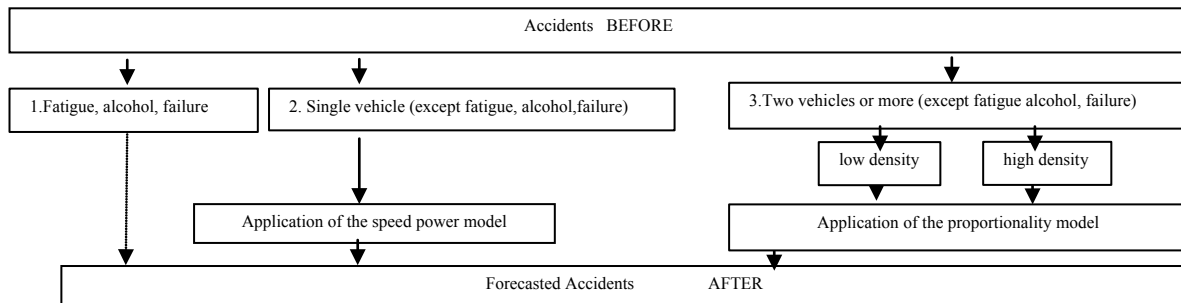 Accidents BEFORE
1.Fatigue, alcohol, failure
2. Single vehicle (except fatigue, alcohol,failure)
3.Two vehicles or more (except fatigue alcohol, failure)
low density
high density
Application of the speed power model
Application of the proportionality model
Forecasted Accidents AFTER